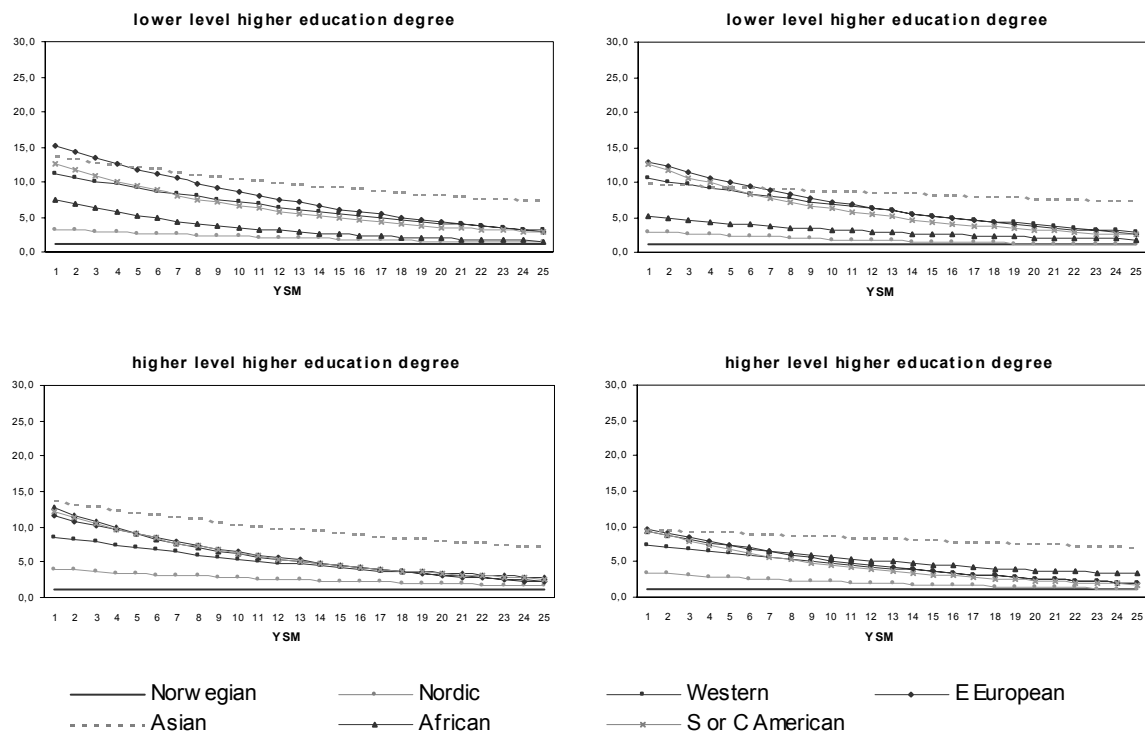 lower level higher education degree
30,0
25,0
20,0
15,0
10,0
5,0
0,0
1 2 3 4 5 6 7 8 9 10 11 12 13 14 15 16 17 18 19 20 21 22 23 24 25
YSM
lower level higher education degree
30,0
25,0
20,0
15,0
10,0
5,0
0,0
1 2 3 4 5 6 7 8 9 10 11 12 13 14 15 16 17 18 19 20 21 22 23 24 25
YSM
higher level higher education degree
30,0
25,0
20,0
15,0
10,0
5,0
0,0
1 2 3 4 5 6 7 8 9 10 11 12 13 14 15 16 17 18 19 20 21 22 23 24 25
YSM
higher level higher education degree
30,0
25,0
20,0
15,0
10,0
5,0
0,0
1 2 3 4 5 6 7 8 9 10 11 12 13 14 15 16 17 18 19 20 21 22 23 24 25
YSM
Norwegian Nordic Western E European
Asian African S or C American